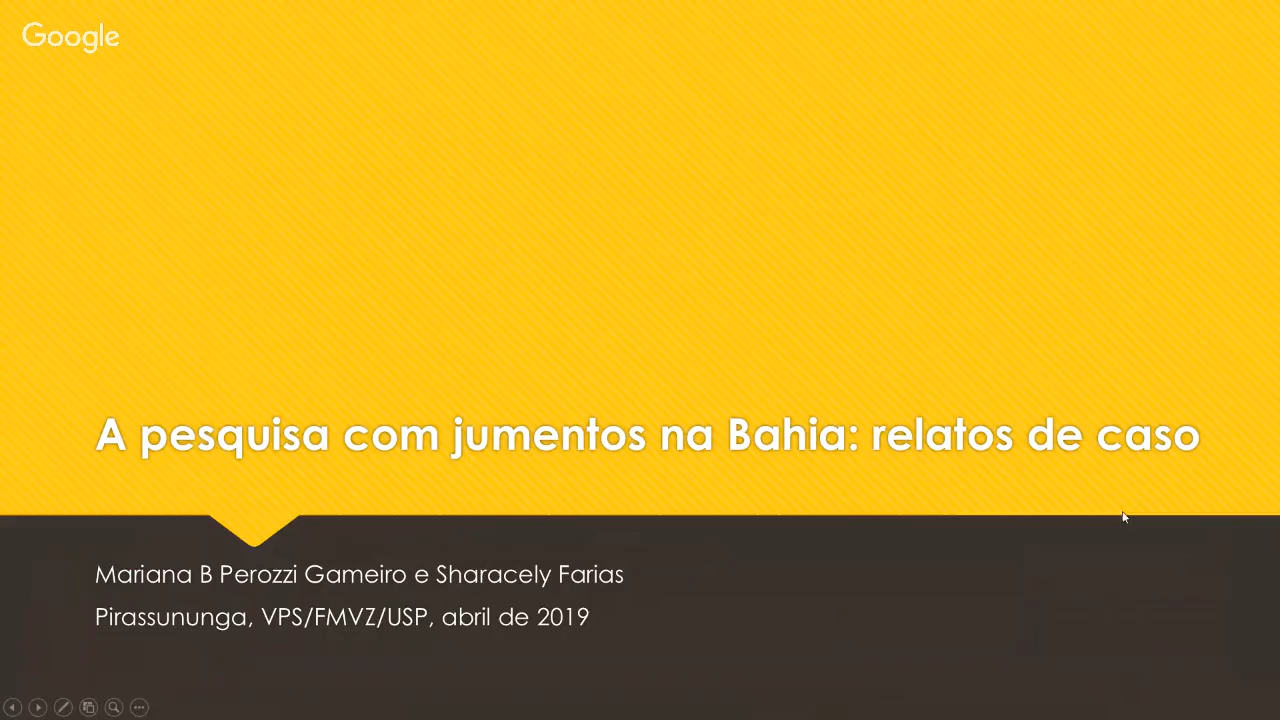 Google
A pesquisa com jumentos na Bahia: relatos de caso
Mariana B Perozzi Gameiro e Sharacely Farias
Pirassununga, VPS/FMVZ/USP, abril de 2019